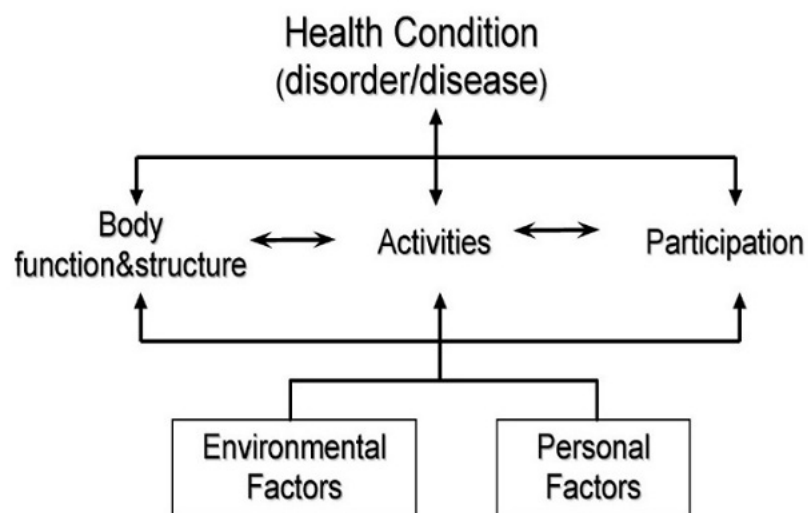 Health Condition
(disorder/disease)
Body
function&structure
Activities
Participation
Environmental
Factors
Personal
Factors